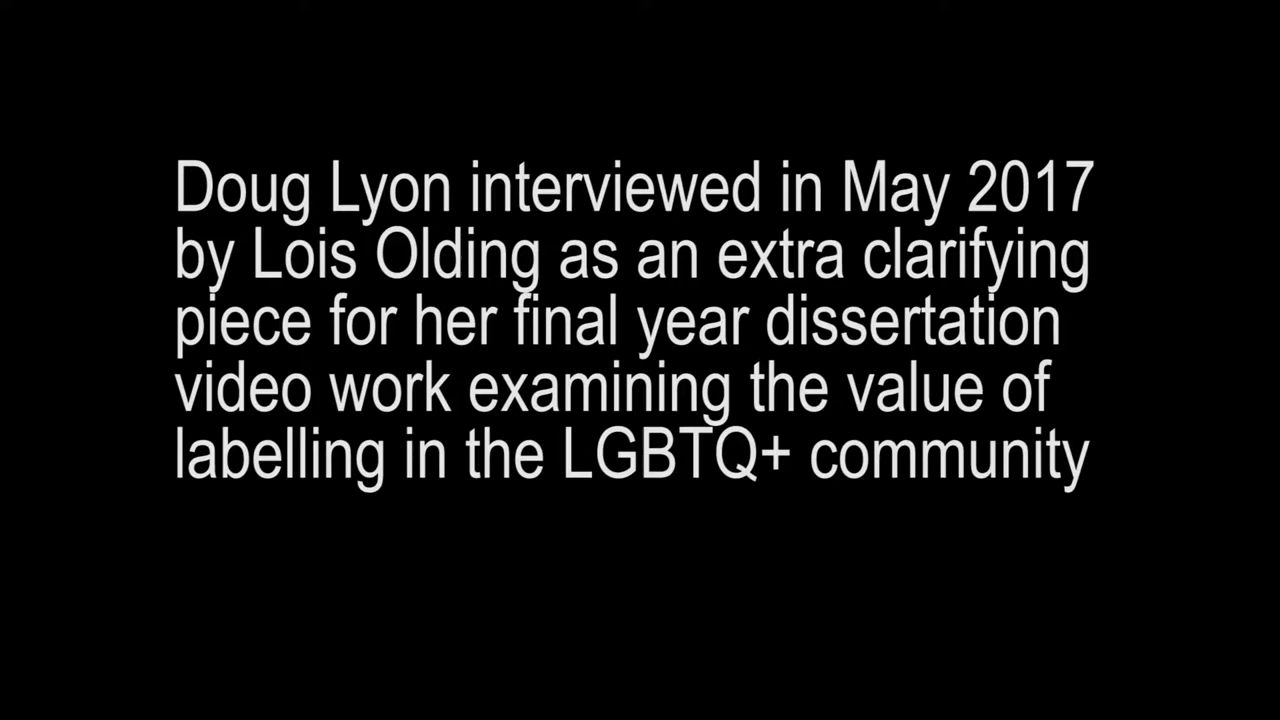 Doug Lyon interviewed in May 2017
by Lois Olding as an extra clarifying
piece for her final year dissertation
video work examining the value of
labelling in the LGBTQ+ community